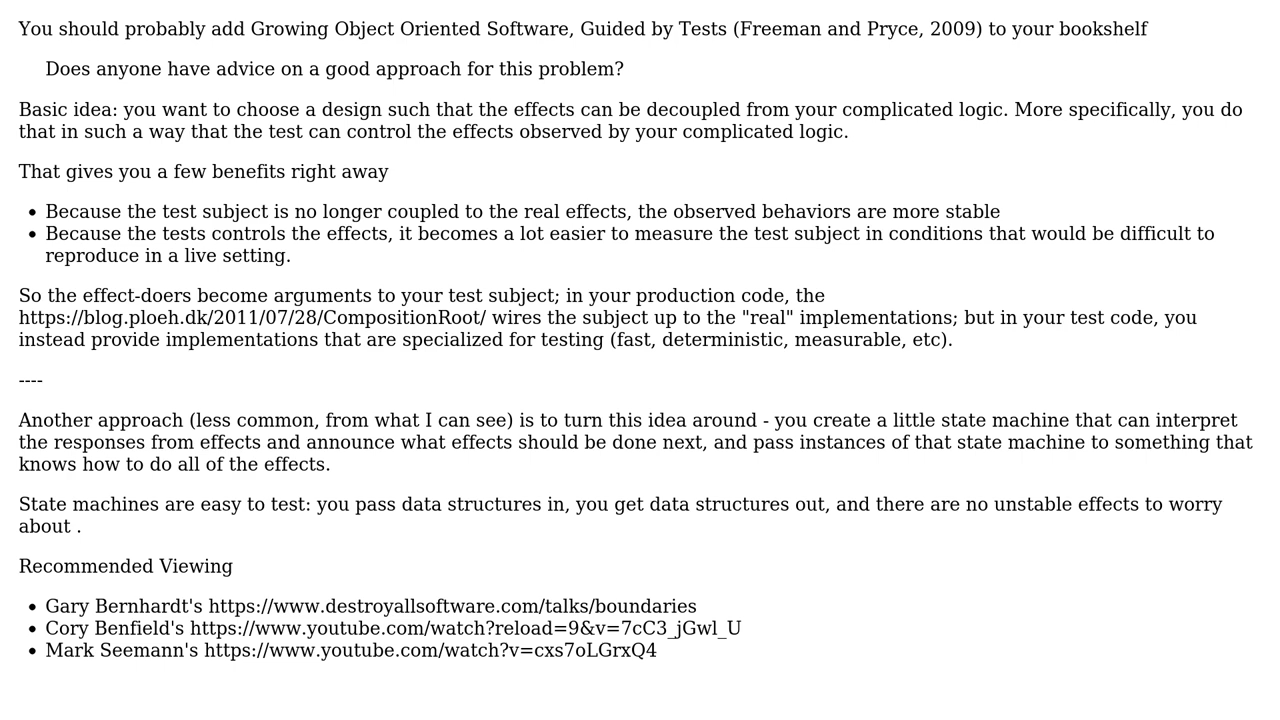 You should probably add Growing Object Oriented Software, Guided by Tests (Freeman and Pryce, 2009) to your bookshelf
Does anyone have advice on a good approach for this problem?
Basic idea: you want to choose a design such that the effects can be decoupled from your complicated logic. More specifically, you do
that in such a way that the test can control the effects observed by your complicated logic.
That gives you a few benefits right away
• Because the test subject is no longer coupled to the real effects, the observed behaviors are more stable
• Because the tests controls the effects, it becomes a lot easier to measure the test subject in conditions that would be difficult to
reproduce in a live setting.
So the effect-doers become arguments to your test subject; in your production code, the
https://blog.ploeh.dk/2011/07/28/CompositionRoot/ wires the subject up to the "real" implementations; but in your test code, you
instead provide implementations that are specialized for testing (fast, deterministic, measurable, etc).
----
Another approach (less common, from what I can see) is to turn this idea around - you create a little state machine that can interpret
the responses from effects and announce what effects should be done next, and pass instances of that state machine to something that
knows how to do all of the effects.
State machines are easy to test: you pass data structures in, you get data structures out, and there are no unstable effects to worry
about .
Recommended Viewing
• Gary Bernhardt's https://www.destroyallsoftware.com/talks/boundaries
• Cory Benfield's https://www.youtube.com/watch?reload=9&v=7cC3_jGwl_U
• Mark Seemann's https://www.youtube.com/watch?v=cxs7oLGrxQ4